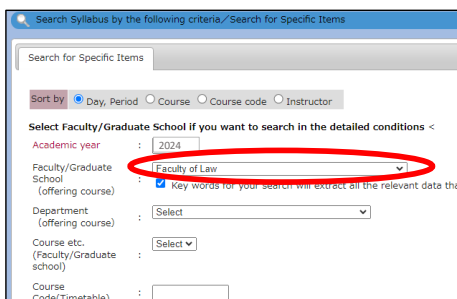 Search Syllabus by the following criteria／Search for Specific Items
Search for Specific Items
Sort by Day, Period Course Course code Instructor
Select Faculty/Graduate School if you want to search in the detailed conditions <
Academic year : 2024
Faculty/Graduate
School
(offering course) : Faculty of Law
Key words for your search will extract all the relevant data tha
Department
(offering course) : Select
Course etc.
(Faculty/Graduate
school) : Select
Course
Code(Timetable) :